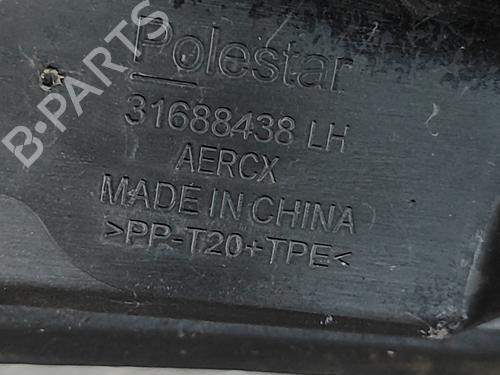 Polestar
31688438 LH
AERCX
MADE IN CHINA
>PP-T20+TPE<
B-PARTS